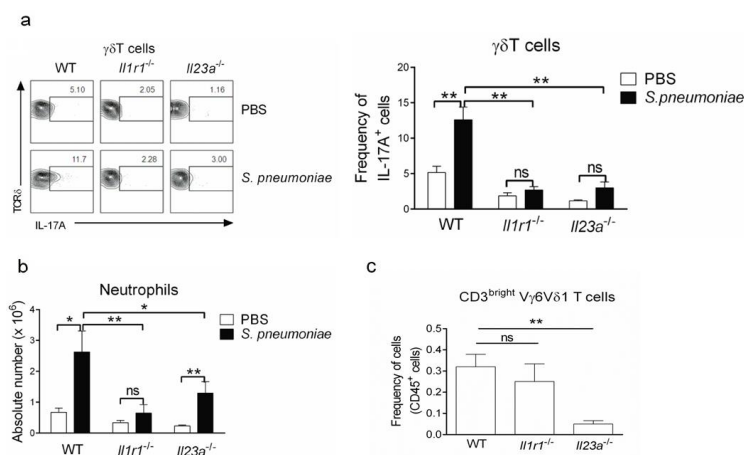 a
γδT cells
WT Il1r1-/- Il23a-/-
5.10 2.05 1.16
PBS
11.7 2.28 3.00
S. pneumoniae
TCRδ
IL-17A
γδT cells
PBS
S.pneumoniae
Frequency of
IL-17A+ cells
20
15
10
5
0
** ** **
ns ns
WT Il1r1-/- Il23a-/-
b
Neutrophils
PBS
S. pneumoniae
Absolute number (x 10⁶)
4
3
2
1
0
*
* **
ns **
WT Il1r1-/- Il23a-/-
c
CD3bright Vγ6Vδ1 T cells
Frequency of cells
(CD45+ cells)
0.4
0.3
0.2
0.1
0.0
**
ns
WT Il1r1-/- Il23a-/-